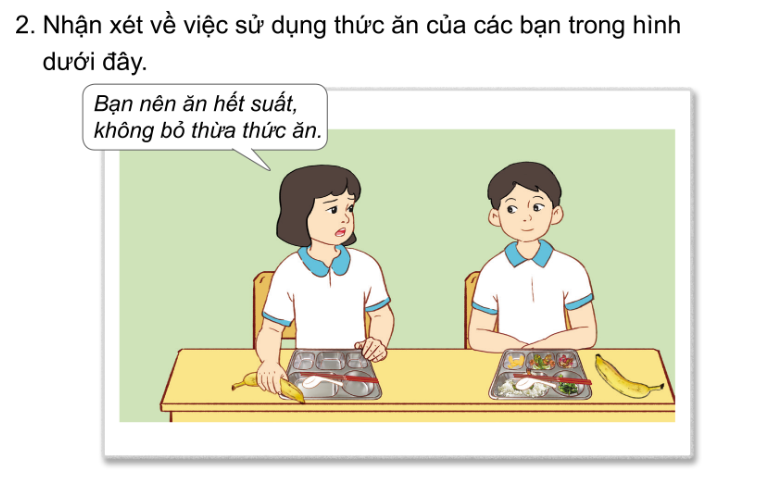 2. Nhận xét về việc sử dụng thức ăn của các bạn trong hình
dưới đây.
Bạn nên ăn hết suất,
không bỏ thừa thức ăn.